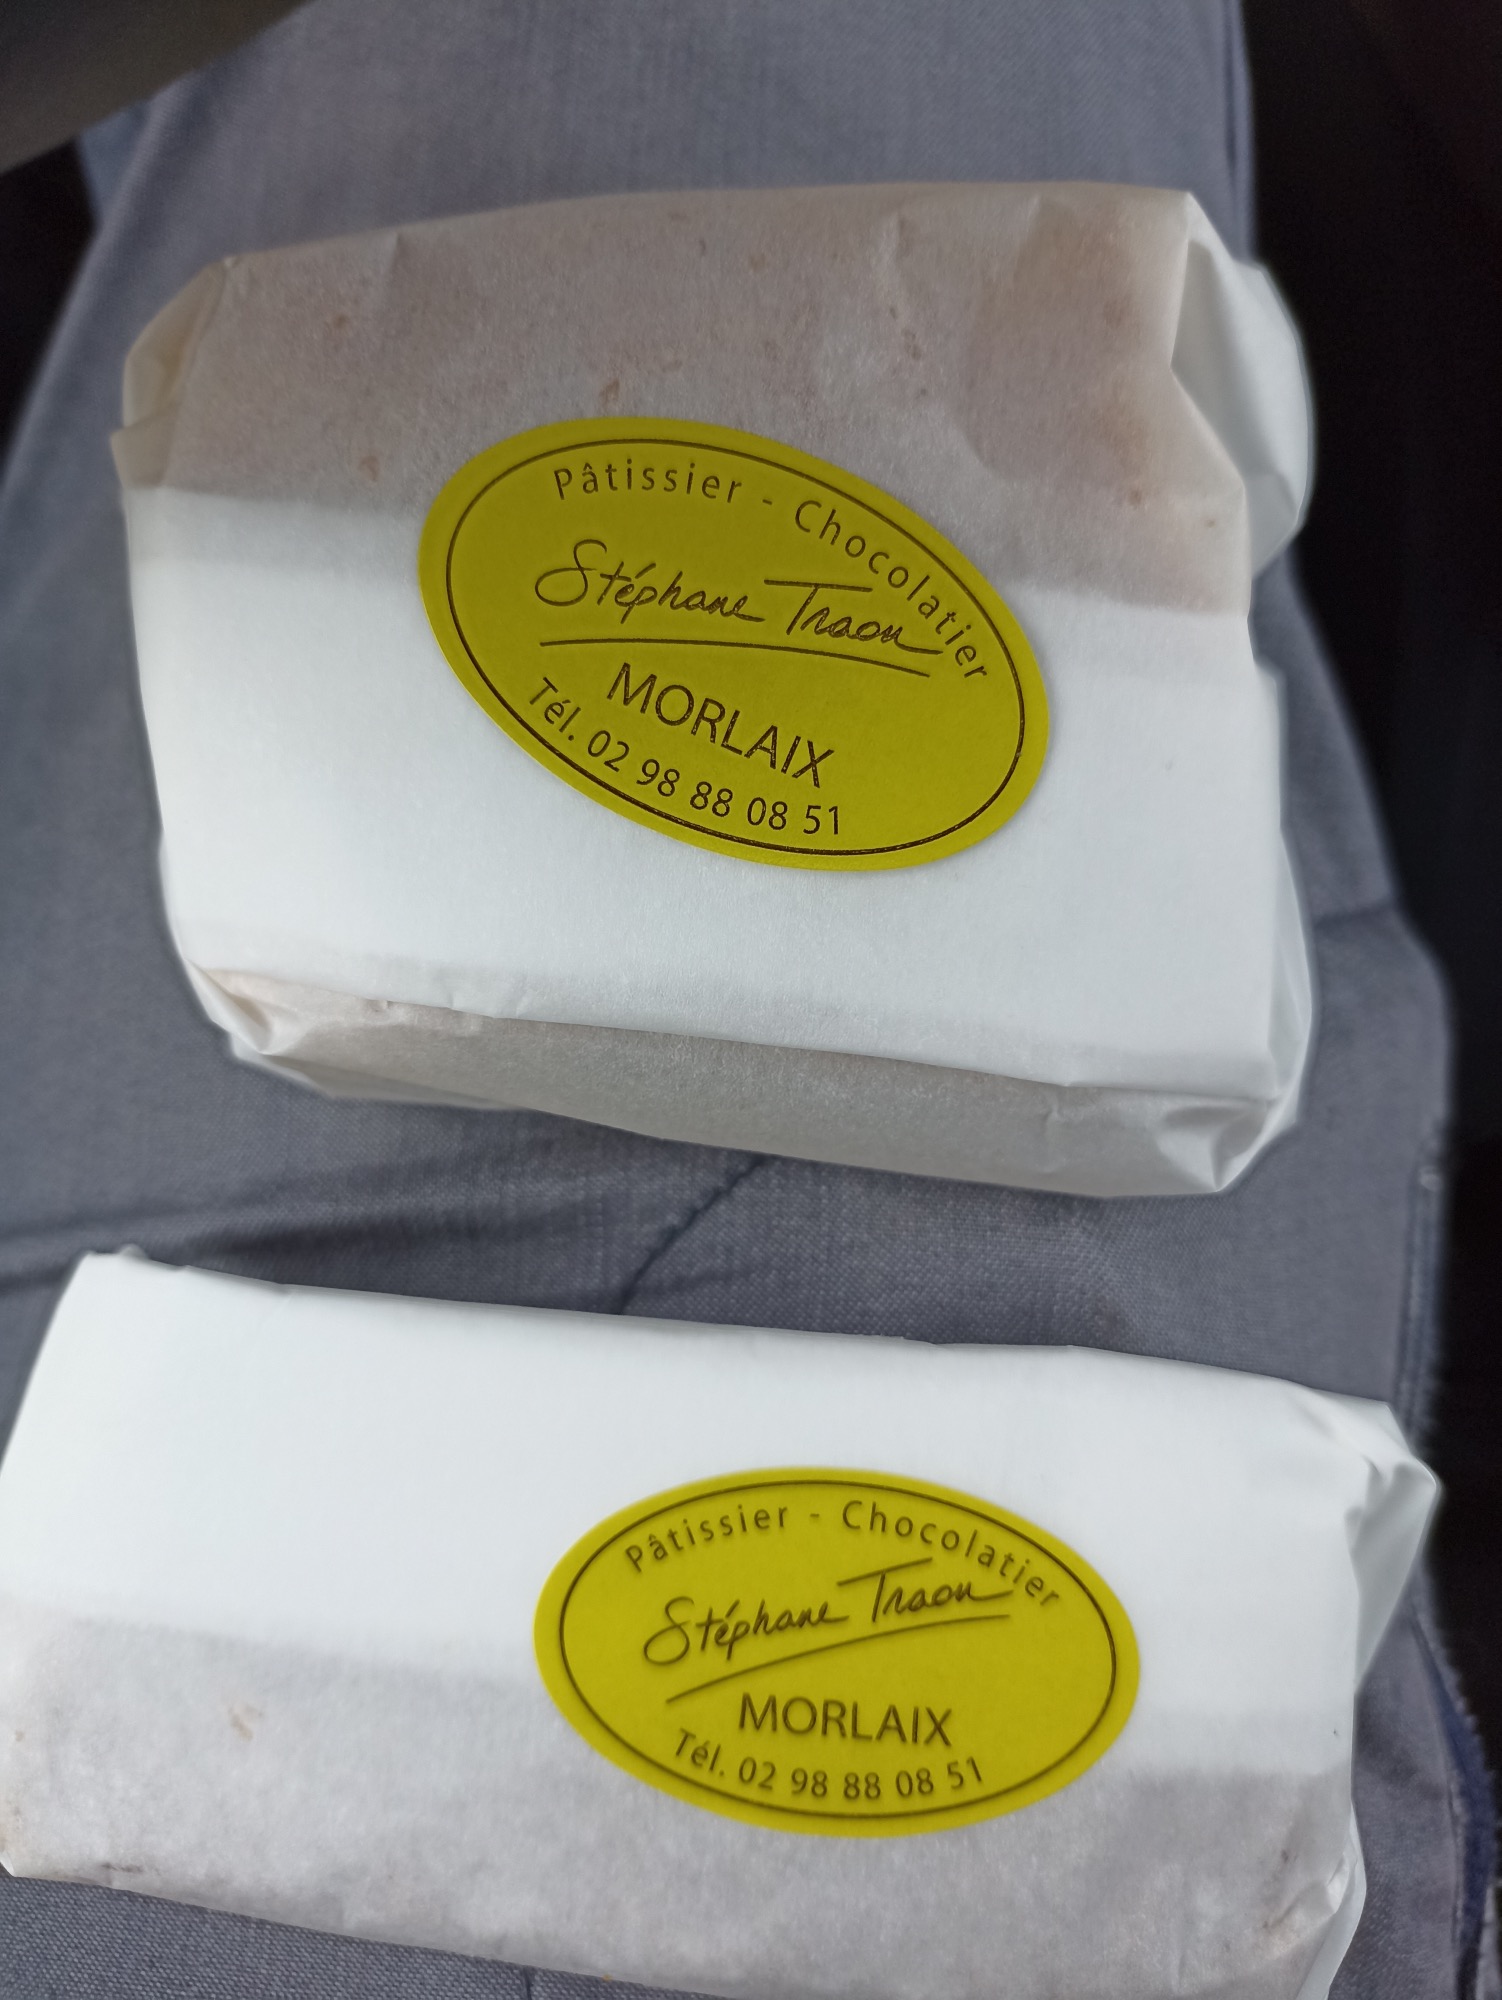 Pâtissier - Chocolatier
Stéphane Traon
MORLAIX
Tél. 02 98 88 08 51
Pâtissier - Chocolatier
Stéphane Traon
MORLAIX
Tél. 02 98 88 08 51